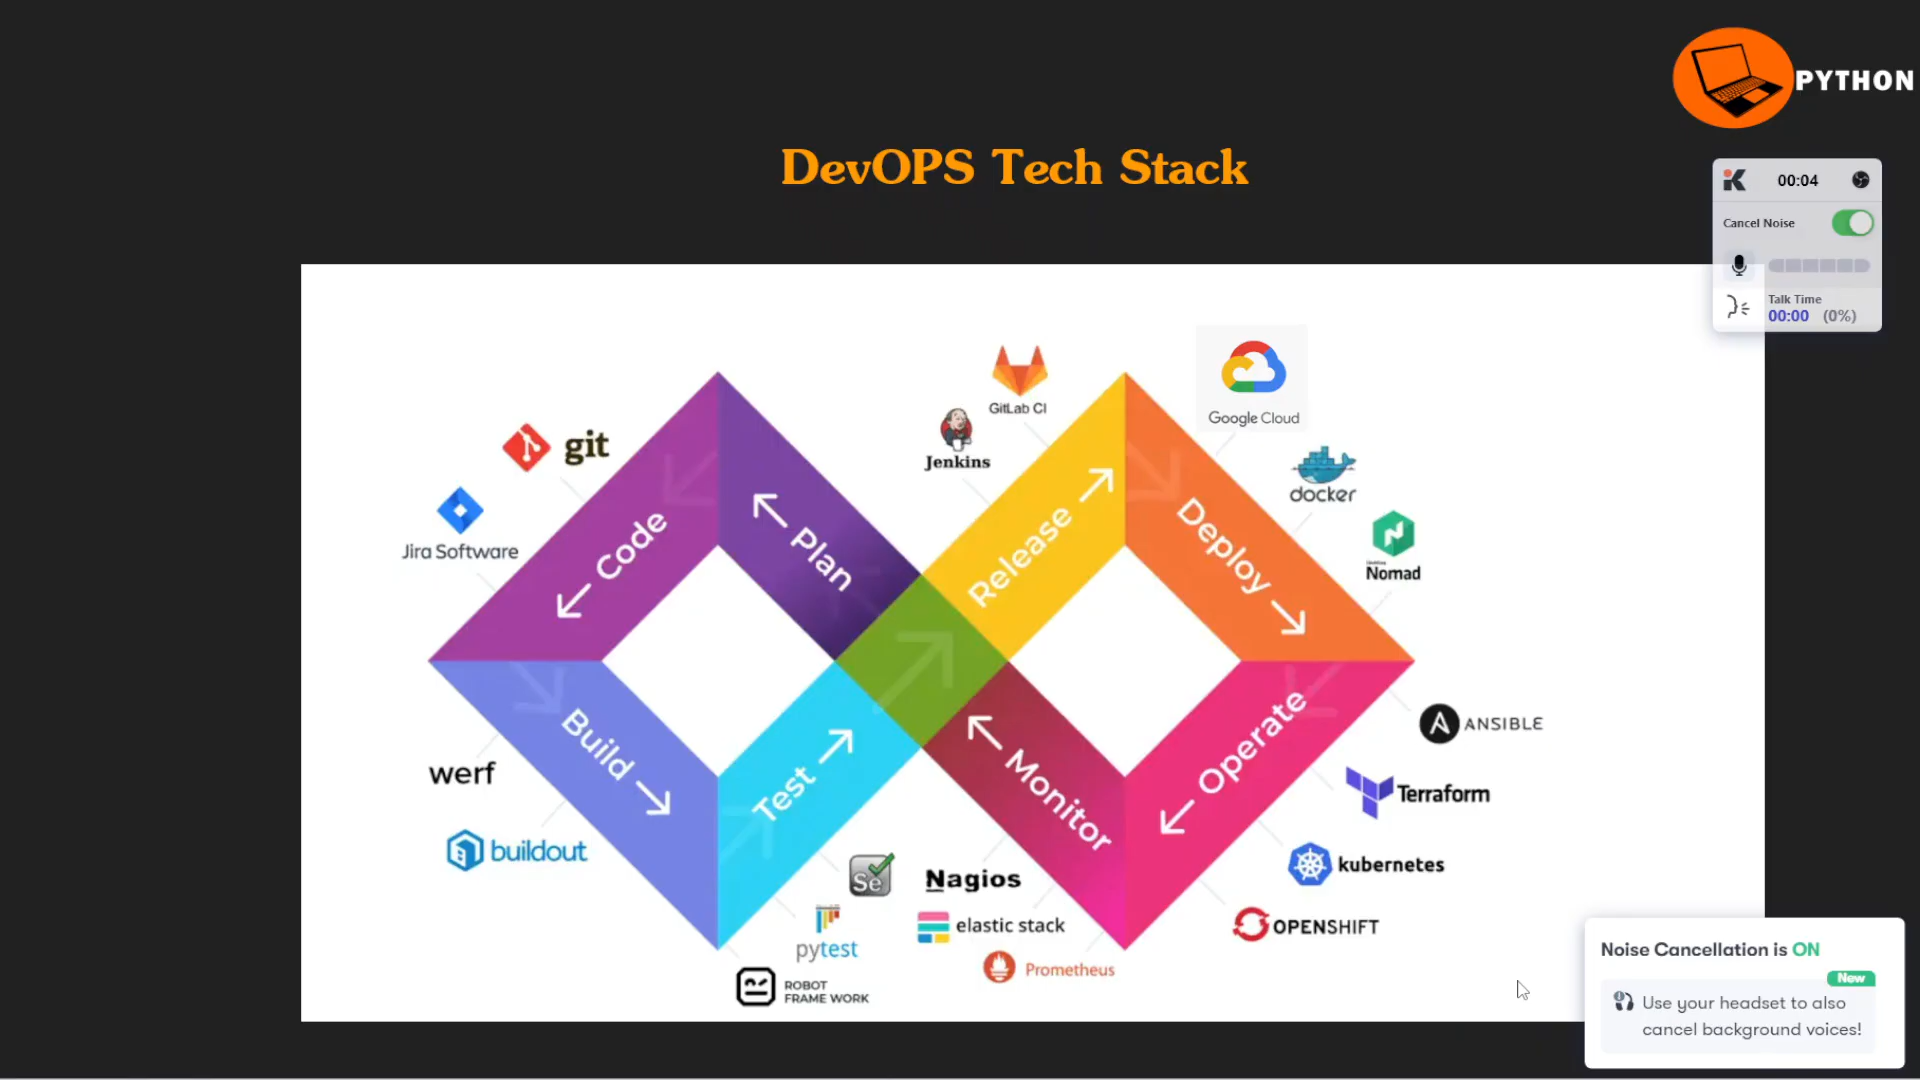 PYTHON
DevOPS Tech Stack
00:04
Cancel Noise
Talk Time
00:00 (0%)
GitLab CI
Google Cloud
git
Jenkins
docker
Jira Software
Nomad
Code
Plan
Release
Deploy
Build
Test
Monitor
Operate
ANSIBLE
werf
Terraform
buildout
kubernetes
Se
Nagios
elastic stack
OPENSHIFT
pytest
Prometheus
ROBOT
FRAME WORK
Noise Cancellation is ON
New
Use your headset to also
cancel background voices!